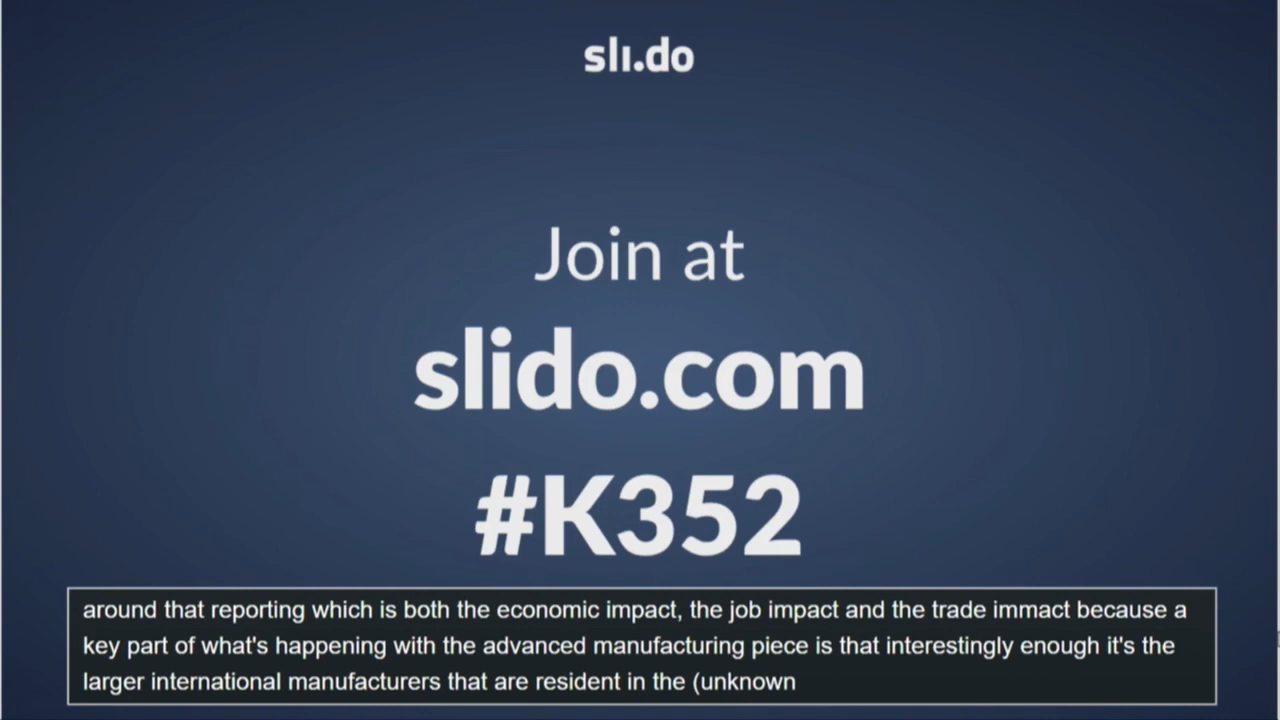 slı.do
Join at
slido.com
#K352
around that reporting which is both the economic impact, the job impact and the trade immact because a
key part of what's happening with the advanced manufacturing piece is that interestingly enough it's the
larger international manufacturers that are resident in the (unknown